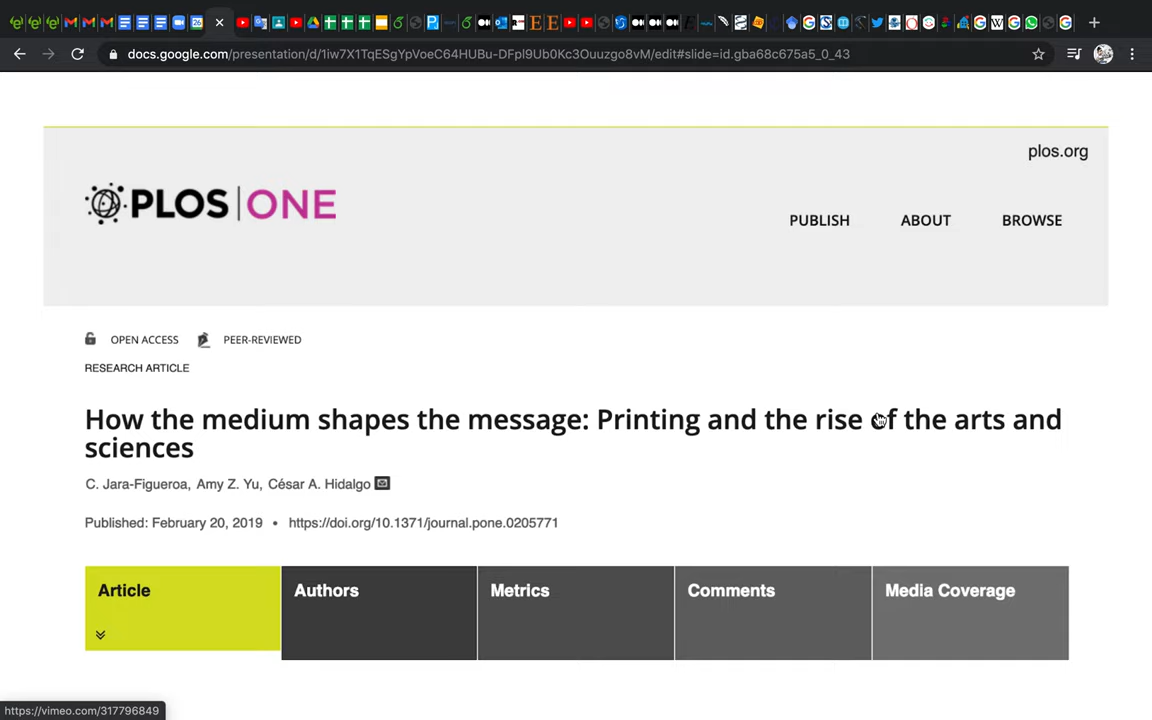 26
docs.google.com/presentation/d/1iw7X1TqESgYpVoeC64HUBu-DFpI9Ub0Kc3Ouuzgo8vM/edit#slide=id.gba68c675a5_0_43
plos.org
PLOS | ONE
PUBLISH ABOUT BROWSE
OPEN ACCESS PEER-REVIEWED
RESEARCH ARTICLE
How the medium shapes the message: Printing and the rise of the arts and
sciences
C. Jara-Figueroa, Amy Z. Yu, César A. Hidalgo
Published: February 20, 2019 • https://doi.org/10.1371/journal.pone.0205771
Article Authors Metrics Comments Media Coverage
https://vimeo.com/317796849